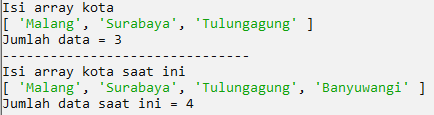 Isi array kota
[ 'Malang', 'Surabaya', 'Tulungagung' ]
Jumlah data = 3
-------------------------------
Isi array kota saat ini
[ 'Malang', 'Surabaya', 'Tulungagung', 'Banyuwangi' ]
Jumlah data saat ini = 4